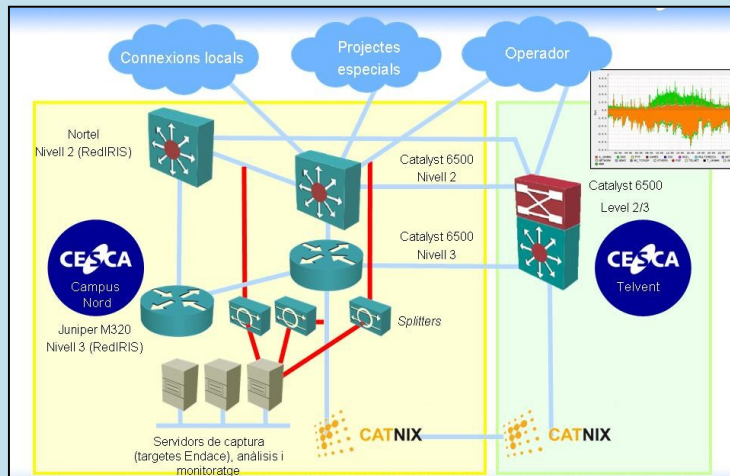 Connexions locals
Projectes
especials
Operador
Nortel
Nivell 2 (RedIRIS)
Catalyst 6500
Nivell 2
Catalyst 6500
Level 2/3
Catalyst 6500
Nivell 3
CESCA
Campus
Nord
CESCA
Telvent
Juniper M320
Nivell 3 (RedIRIS)
Splitters
Servidors de captura
(targetes Endace), anàlisis i
monitoratge
CATNIX
CATNIX